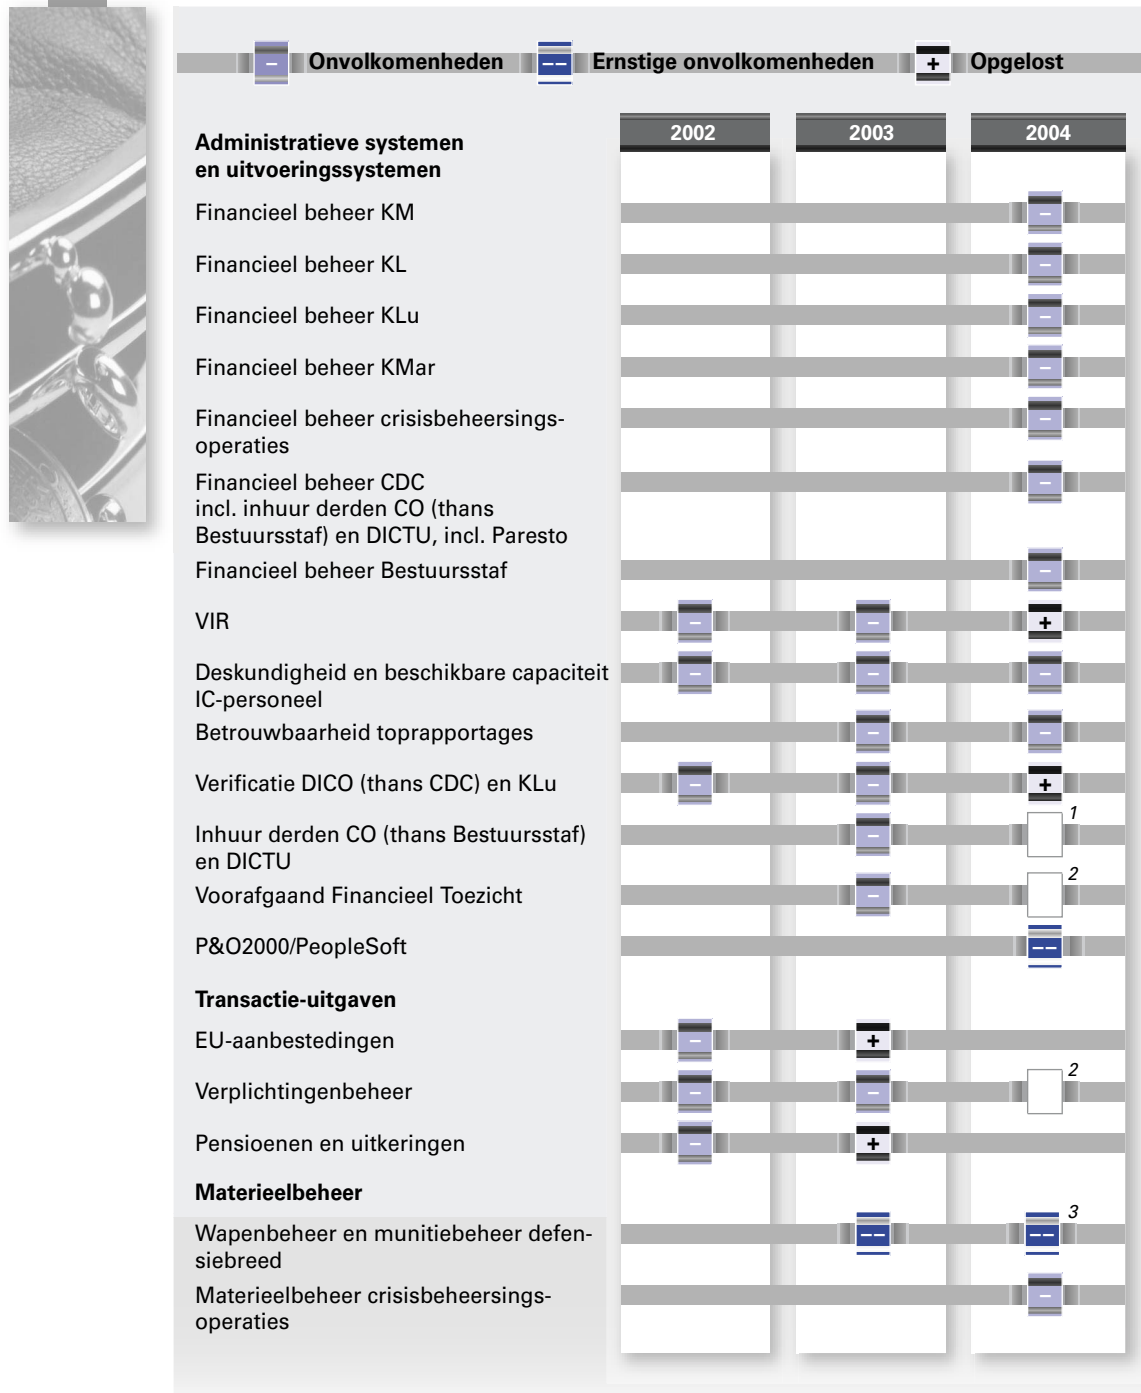 – Onvolkomenheden –– Ernstige onvolkomenheden + Opgelost
2002 2003 2004
Administratieve systemen
en uitvoeringssystemen
Financieel beheer KM –
Financieel beheer KL –
Financieel beheer KLu –
Financieel beheer KMar –
Financieel beheer crisisbeheersings- –
operaties
Financieel beheer CDC –
incl. inhuur derden CO (thans
Bestuursstaf) en DICTU, incl. Paresto
Financieel beheer Bestuursstaf –
VIR – – +
Deskundigheid en beschikbare capaciteit – – –
IC-personeel
Betrouwbaarheid toprapportages – –
Verificatie DICO (thans CDC) en KLu – – +
Inhuur derden CO (thans Bestuursstaf) – 1
en DICTU
Voorafgaand Financieel Toezicht – 2
P&O2000/PeopleSoft ––
Transactie-uitgaven
EU-aanbestedingen – +
Verplichtingenbeheer – – 2
Pensioenen en uitkeringen – +
Materieelbeheer
Wapenbeheer en munitiebeheer defen- –– –– 3
siebreed
Materieelbeheer crisisbeheersings- –
operaties